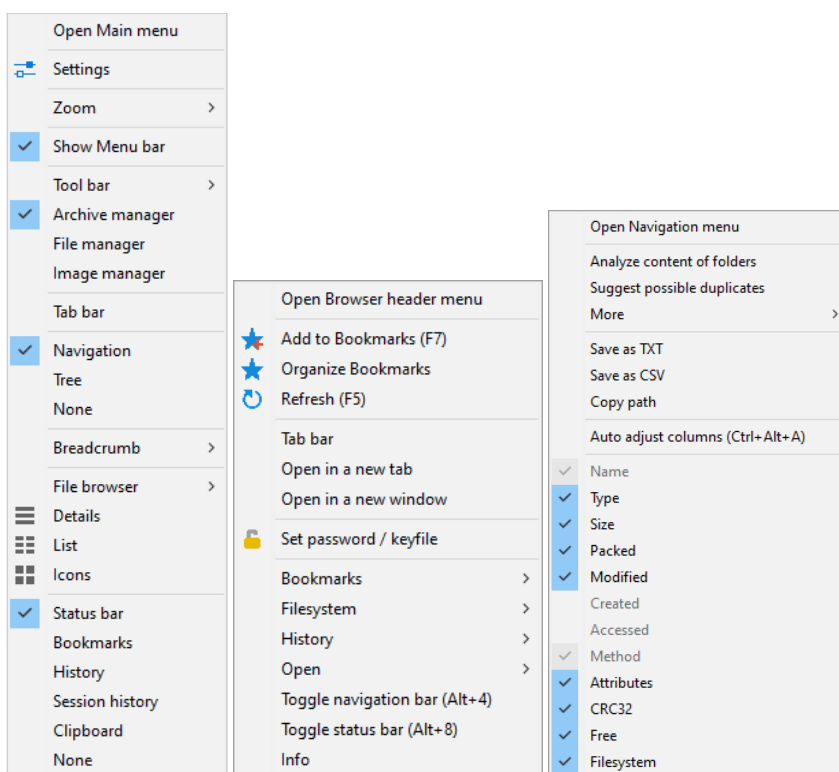 Open Main menu
Settings
Zoom
Show Menu bar
Tool bar
Archive manager
File manager
Image manager
Tab bar
Navigation
Tree
None
Breadcrumb
File browser
Details
List
Icons
Status bar
Bookmarks
History
Session history
Clipboard
None
Open Browser header menu
Add to Bookmarks (F7)
Organize Bookmarks
Refresh (F5)
Tab bar
Open in a new tab
Open in a new window
Set password / keyfile
Bookmarks
Filesystem
History
Open
Toggle navigation bar (Alt+4)
Toggle status bar (Alt+8)
Info
Open Navigation menu
Analyze content of folders
Suggest possible duplicates
More
Save as TXT
Save as CSV
Copy path
Auto adjust columns (Ctrl+Alt+A)
Name
Type
Size
Packed
Modified
Created
Accessed
Method
Attributes
CRC32
Free
Filesystem